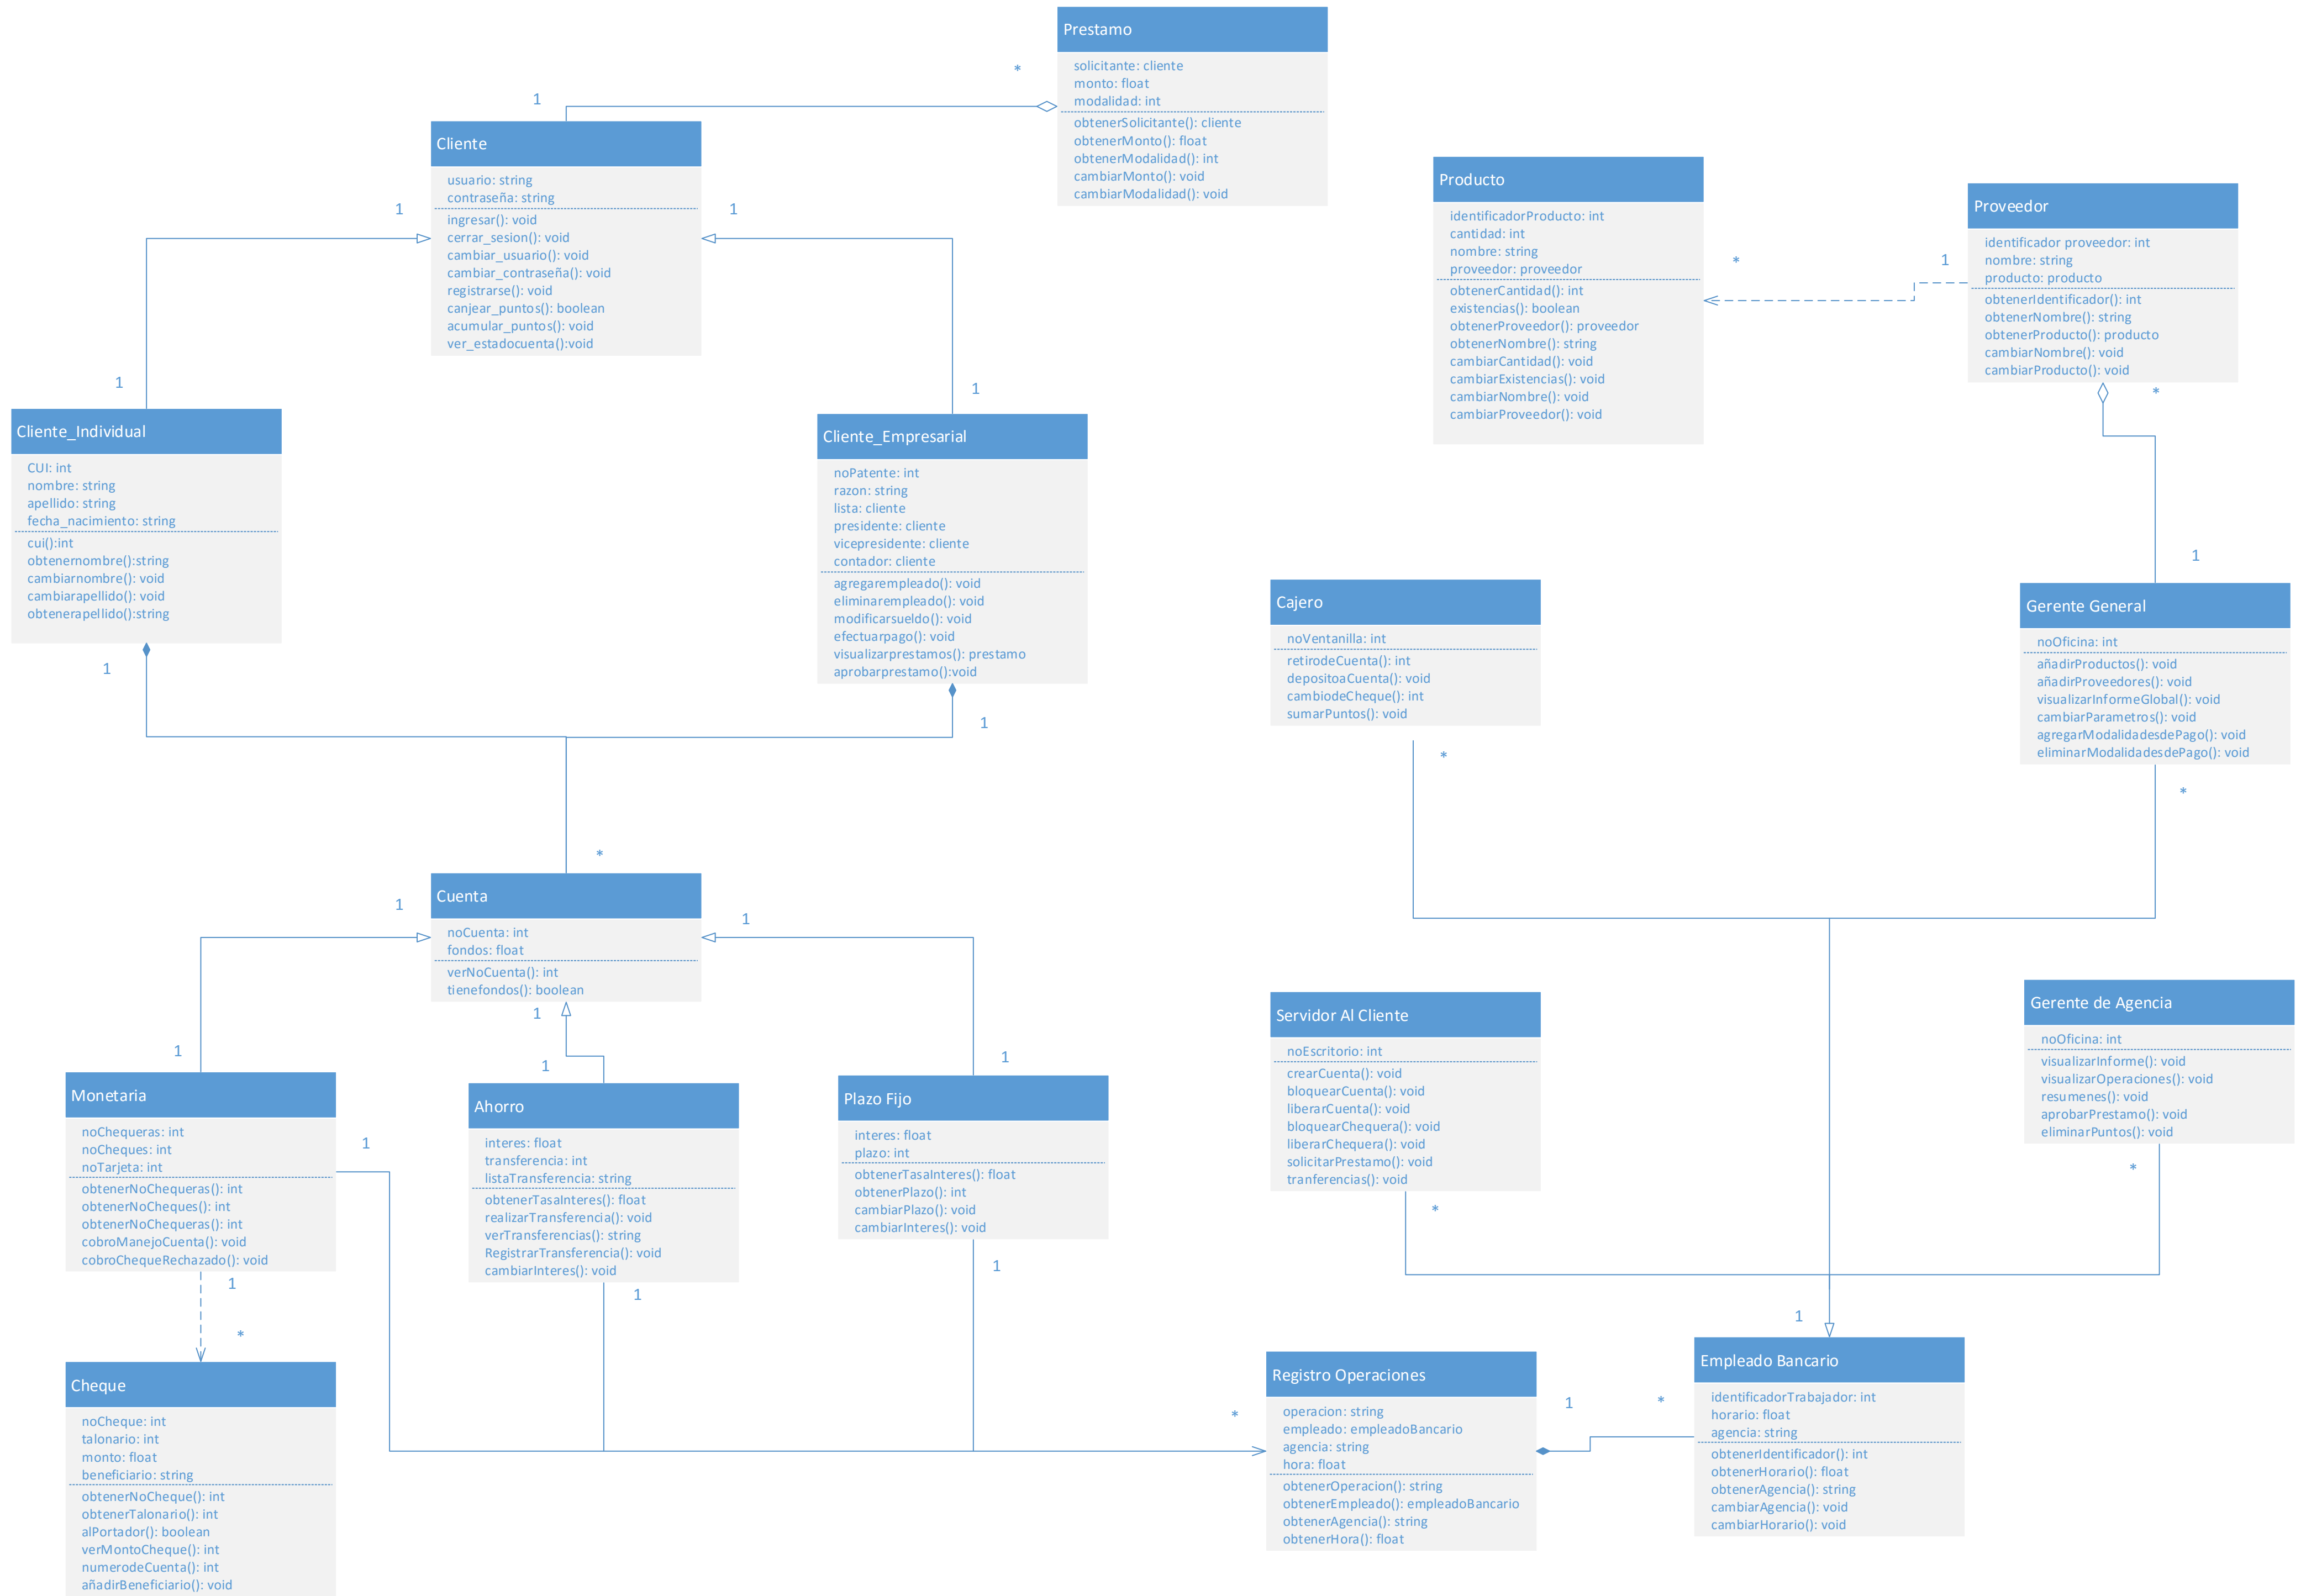 Prestamo
solicitante: cliente
monto: float
modalidad: int
obtenerSolicitante(): cliente
obtenerMonto(): float
obtenerModalidad(): int
cambiarMonto(): void
cambiarModalidad(): void
*
1
Cliente
usuario: string
contraseña: string
ingresar(): void
cerrar_sesion(): void
cambiar_usuario(): void
cambiar_contraseña(): void
registrarse(): void
canjear_puntos(): boolean
acumular_puntos(): void
ver_estadocuenta():void
1
1
1
1
Producto
identificadorProducto: int
cantidad: int
nombre: string
proveedor: proveedor
obtenerCantidad(): int
existencias(): boolean
obtenerProveedor(): proveedor
obtenerNombre(): string
cambiarCantidad(): void
cambiarExistencias(): void
cambiarNombre(): void
cambiarProveedor(): void
*
1
Proveedor
identificador proveedor: int
nombre: string
producto: producto
obtenerIdentificador(): int
obtenerNombre(): string
obtenerProducto(): producto
cambiarNombre(): void
cambiarProducto(): void
*
1
Cliente_Individual
CUI: int
nombre: string
apellido: string
fecha_nacimiento: string
cui():int
obtenernombre():string
cambiarnombre(): void
cambiarapellido(): void
obtenerapellido():string
1
Cliente_Empresarial
noPatente: int
razon: string
lista: cliente
presidente: cliente
vicepresidente: cliente
contador: cliente
agregarempleado(): void
eliminarempleado(): void
modificarsueldo(): void
efectuarpago(): void
visualizarprestamos(): prestamo
aprobarprestamo():void
1
Cajero
noVentanilla: int
retirodeCuenta(): int
depositoaCuenta(): void
cambiodeCheque(): int
sumarPuntos(): void
*
Gerente General
noOficina: int
añadirProductos(): void
añadirProveedores(): void
visualizarInformeGlobal(): void
cambiarParametros(): void
agregarModalidadesdePago(): void
eliminarModalidadesdePago(): void
*
*
Cuenta
noCuenta: int
fondos: float
verNoCuenta(): int
tienefondos(): boolean
1
1
1
1
1
1
Monetaria
noChequeras: int
noCheques: int
noTarjeta: int
obtenerNoChequeras(): int
obtenerNoCheques(): int
obtenerNoChequeras(): int
cobroManejoCuenta(): void
cobroChequeRechazado(): void
1
1
*
Ahorro
interes: float
transferencia: int
listaTransferencia: string
obtenerTasaInteres(): float
realizarTransferencia(): void
verTransferencias(): string
RegistrarTransferencia(): void
cambiarInteres(): void
1
Plazo Fijo
interes: float
plazo: int
obtenerTasaInteres(): float
obtenerPlazo(): int
cambiarPlazo(): void
cambiarInteres(): void
1
Servidor Al Cliente
noEscritorio: int
crearCuenta(): void
bloquearCuenta(): void
liberarCuenta(): void
bloquearChequera(): void
liberarChequera(): void
solicitarPrestamo(): void
tranferencias(): void
*
Gerente de Agencia
noOficina: int
visualizarInforme(): void
visualizarOperaciones(): void
resumenes(): void
aprobarPrestamo(): void
eliminarPuntos(): void
*
1
Cheque
noCheque: int
talonario: int
monto: float
beneficiario: string
obtenerNoCheque(): int
obtenerTalonario(): int
alPortador(): boolean
verMontoCheque(): int
numerodeCuenta(): int
añadirBeneficiario(): void
*
Registro Operaciones
operacion: string
empleado: empleadoBancario
agencia: string
hora: float
obtenerOperacion(): string
obtenerEmpleado(): empleadoBancario
obtenerAgencia(): string
obtenerHora(): float
1
*
Empleado Bancario
identificadorTrabajador: int
horario: float
agencia: string
obtenerIdentificador(): int
obtenerHorario(): float
obtenerAgencia(): string
cambiarAgencia(): void
cambiarHorario(): void